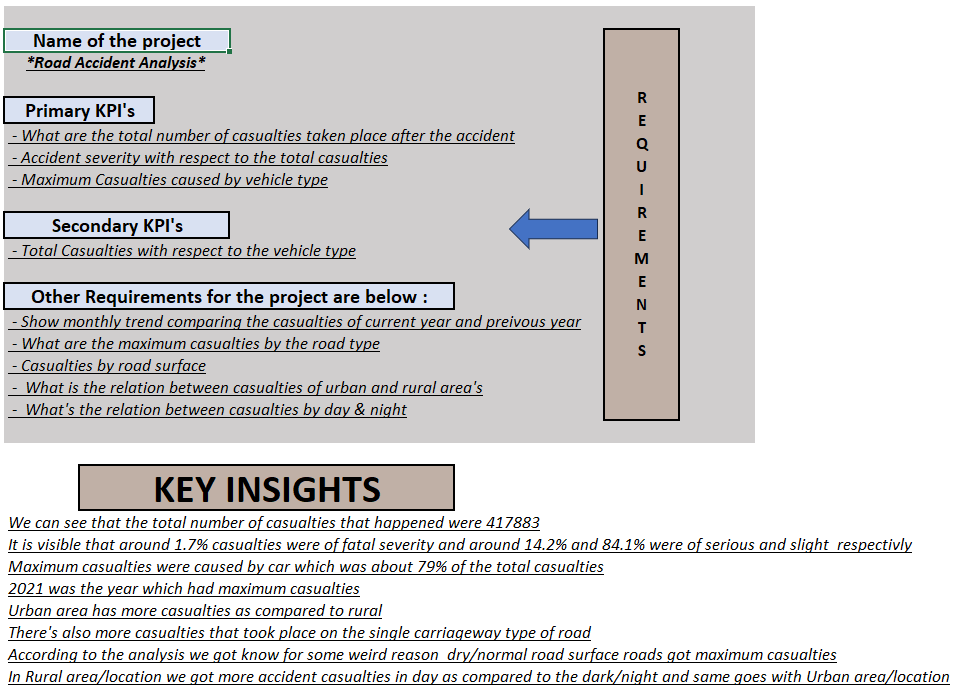 Name of the project
*Road Accident Analysis*
Primary KPI's
- What are the total number of casualties taken place after the accident
- Accident severity with respect to the total casualties
- Maximum Casualties caused by vehicle type
Secondary KPI's
- Total Casualties with respect to the vehicle type
Other Requirements for the project are below :
- Show monthly trend comparing the casualties of current year and preivous year
- What are the maximum casualties by the road type
- Casualties by road surface
- What is the relation between casualties of urban and rural area's
- What's the relation between casualties by day & night
R
E
Q
U
I
R
E
M
E
N
T
S
KEY INSIGHTS
We can see that the total number of casualties that happened were 417883
It is visible that around 1.7% casualties were of fatal severity and around 14.2% and 84.1% were of serious and slight respectivly
Maximum casualties were caused by car which was about 79% of the total casualties
2021 was the year which had maximum casualties
Urban area has more casualties as compared to rural
There's also more casualties that took place on the single carriageway type of road
According to the analysis we got know for some weird reason dry/normal road surface roads got maximum casualties
In Rural area/location we got more accident casualties in day as compared to the dark/night and same goes with Urban area/location